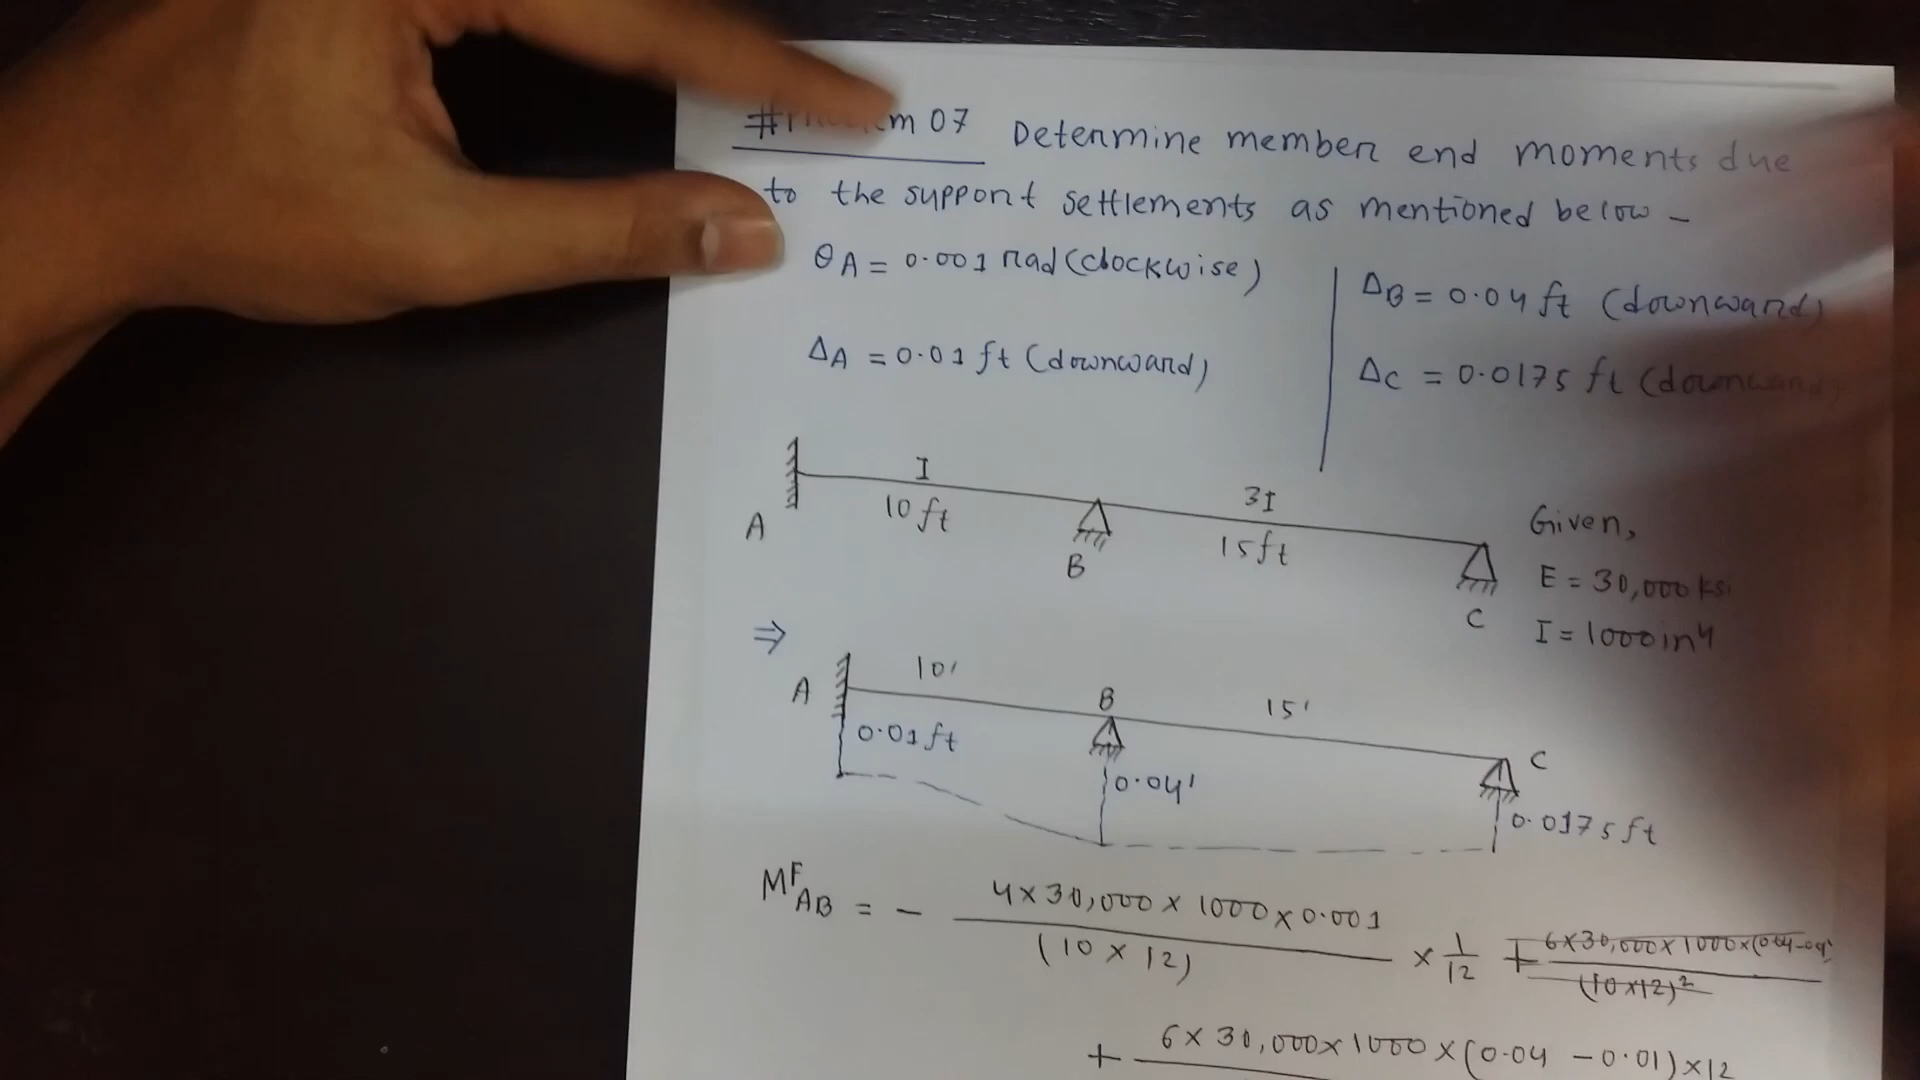 m 07 Determine member end moments due
to the support settlements as mentioned below -
θA = 0.001 rad (clockwise)
ΔA = 0.01 ft (downward)
ΔB = 0.04 ft (downward)
ΔC = 0.0175 ft (downward
I
10 ft
3I
15 ft
A
B
C
Given,
E = 30,000 ksi
I = 1000 in4
⇒
A
10'
B
15'
C
0.01 ft
0.04'
0.0175 ft
MFAB = - 4 × 30,000 × 1000 × 0.001 / (10 × 12) × 1/12 +
+ 6 × 30,000 × 1000 × (0.04 - 0.01) × 12